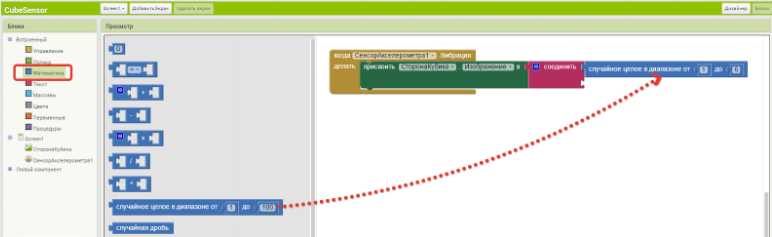 CubeSensor
Screen1
Добавить Экран
Удалить экран
Дизайнер
Блоки
Блоки
Просмотр
Встроенный
Управление
Логика
Математика
Текст
Массивы
Цвета
Переменные
Процедуры
Screen1
СторонаКубика
СенсорАкселерометра1
Любой компонент
0
=
+
-
×
/
^
случайное целое в диапазоне от 1 до 100
случайная дробь
когда СенсорАкселерометра1 .Вибрация
делать присвоить СторонаКубика . Изображение в соединить случайное целое в диапазоне от 1 до 6